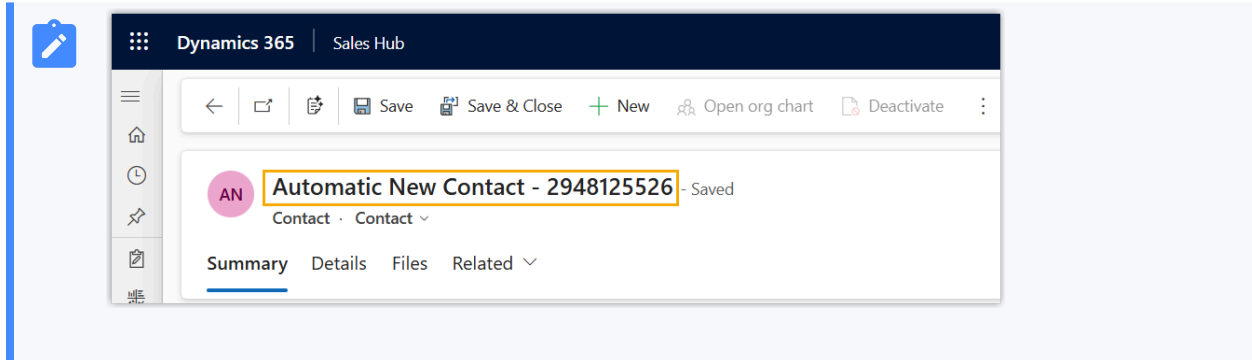 Dynamics 365 Sales Hub
Save Save & Close New Open org chart Deactivate
AN Automatic New Contact - 2948125526 - Saved
Contact · Contact
Summary Details Files Related